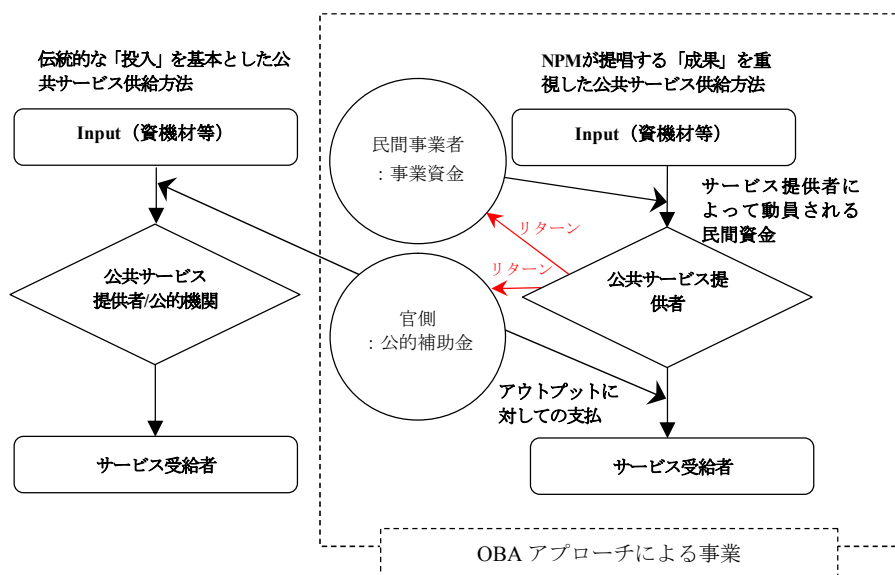 伝統的な「投入」を基本とした公
共サービス供給方法
Input（資機材等）
公共サービス
提供者/公的機関
サービス受給者
NPMが提唱する「成果」を重
視した公共サービス供給方法
民間事業者
：事業資金
Input（資機材等）
サービス提供者に
よって動員される
民間資金
リターン
リターン
官側
：公的補助金
公共サービス提
供者
アウトプットに
対しての支払
サービス受給者
OBA アプローチによる事業